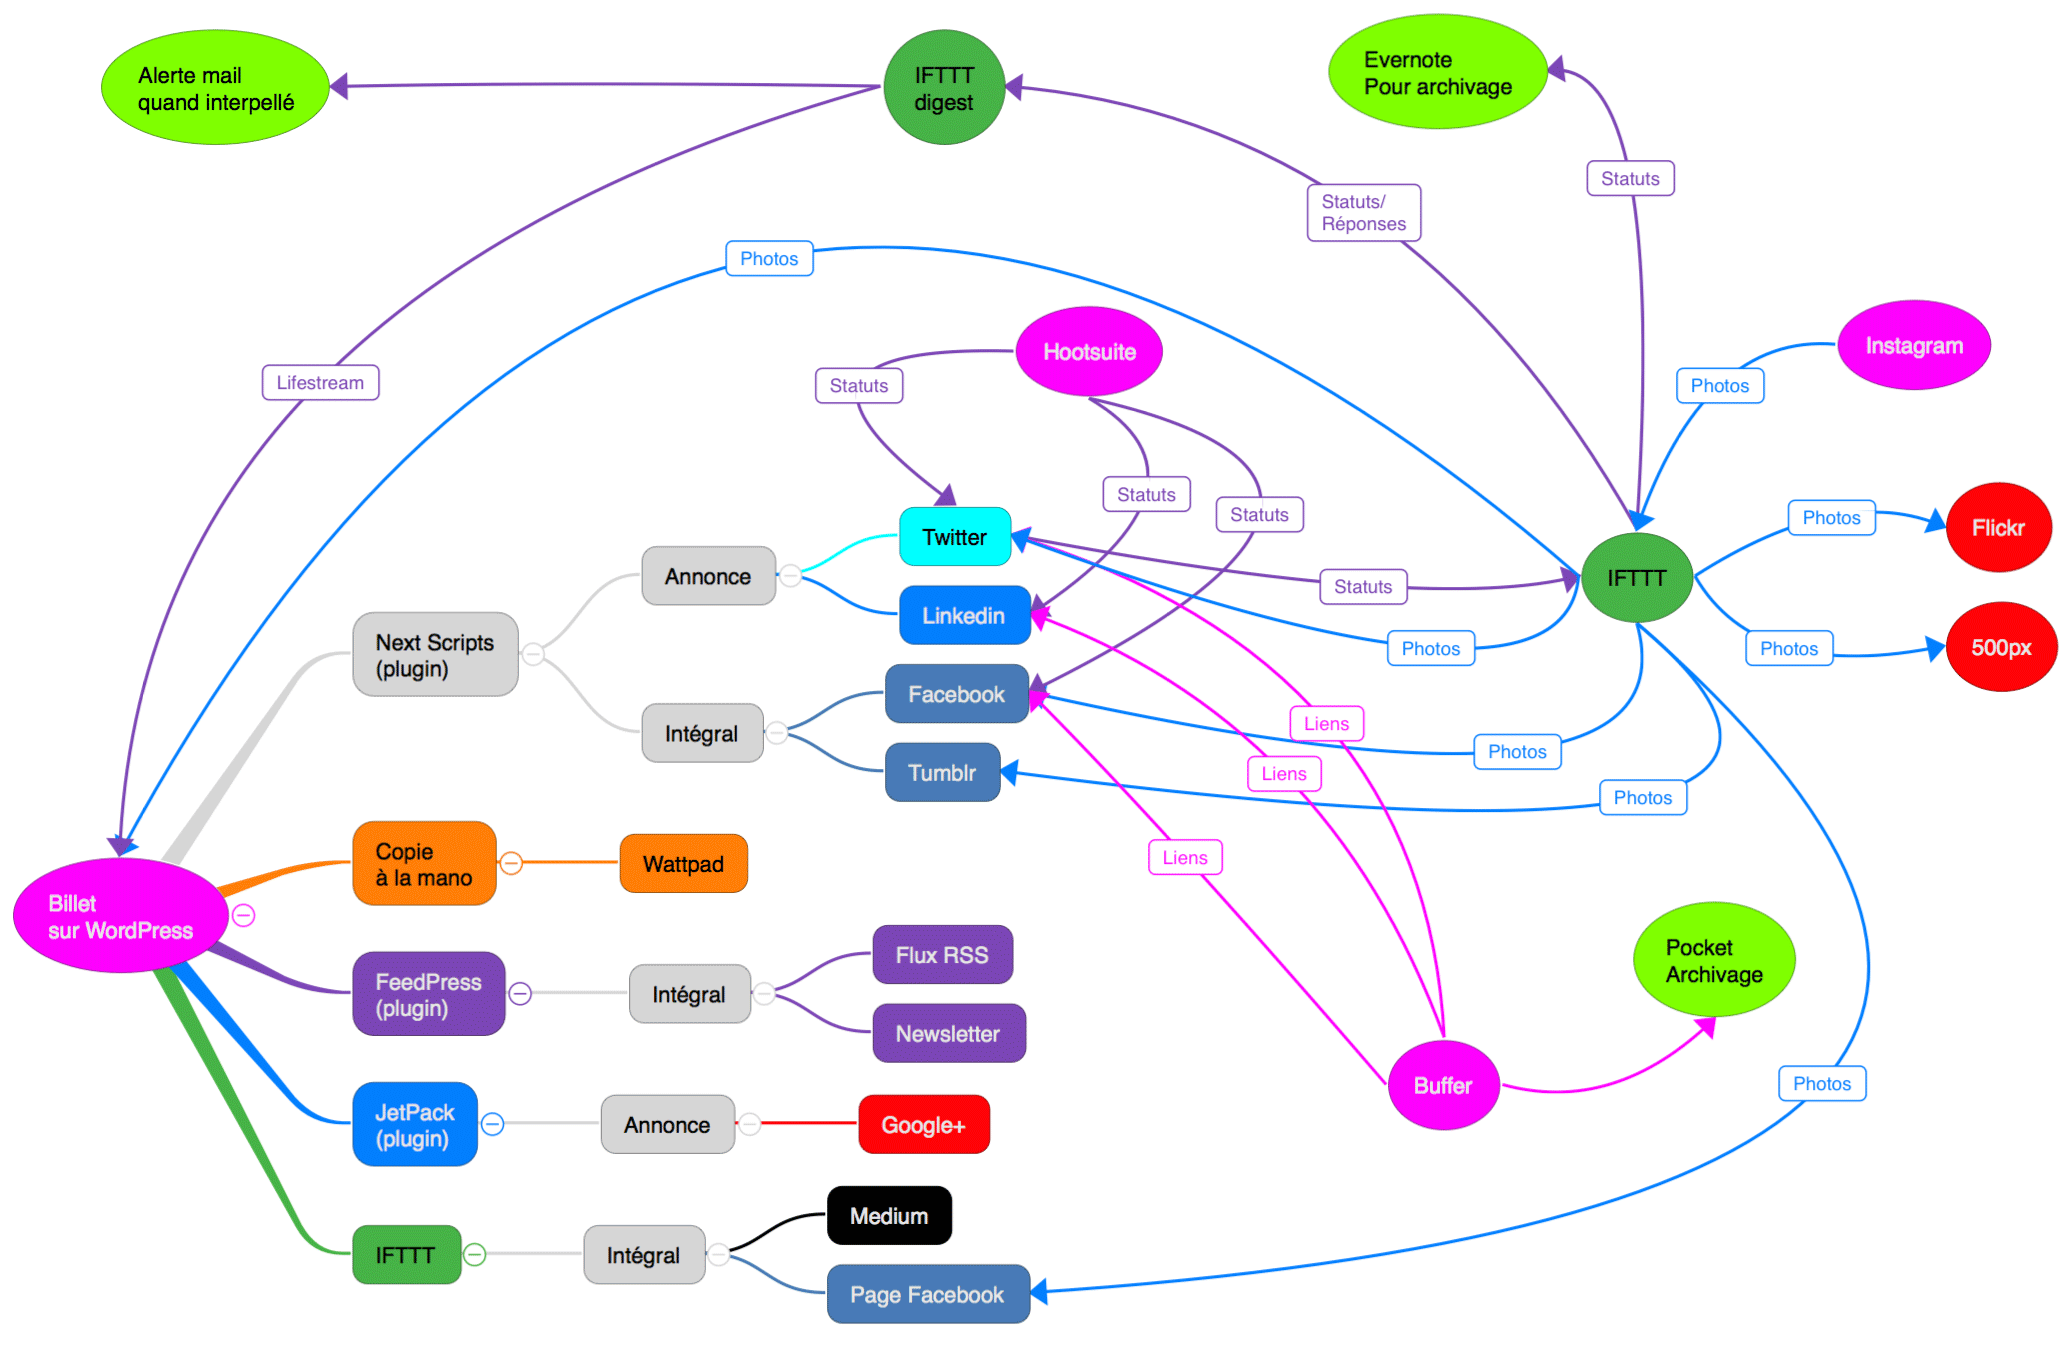 Alerte mail
quand interpellé
IFTTT
digest
Evernote
Pour archivage
Statuts
Statuts/
Réponses
Photos
Lifestream
Hootsuite
Statuts
Instagram
Photos
Statuts
Statuts
Photos
Flickr
Twitter
Annonce
IFTTT
Statuts
Linkedin
Next Scripts
(plugin)
Photos
Photos
500px
Facebook
Intégral
Liens
Photos
Tumblr
Liens
Photos
Copie
à la mano
Wattpad
Liens
Billet
sur WordPress
FeedPress
(plugin)
Intégral
Flux RSS
Newsletter
Pocket
Archivage
Buffer
Photos
JetPack
(plugin)
Annonce
Google+
Medium
IFTTT
Intégral
Page Facebook